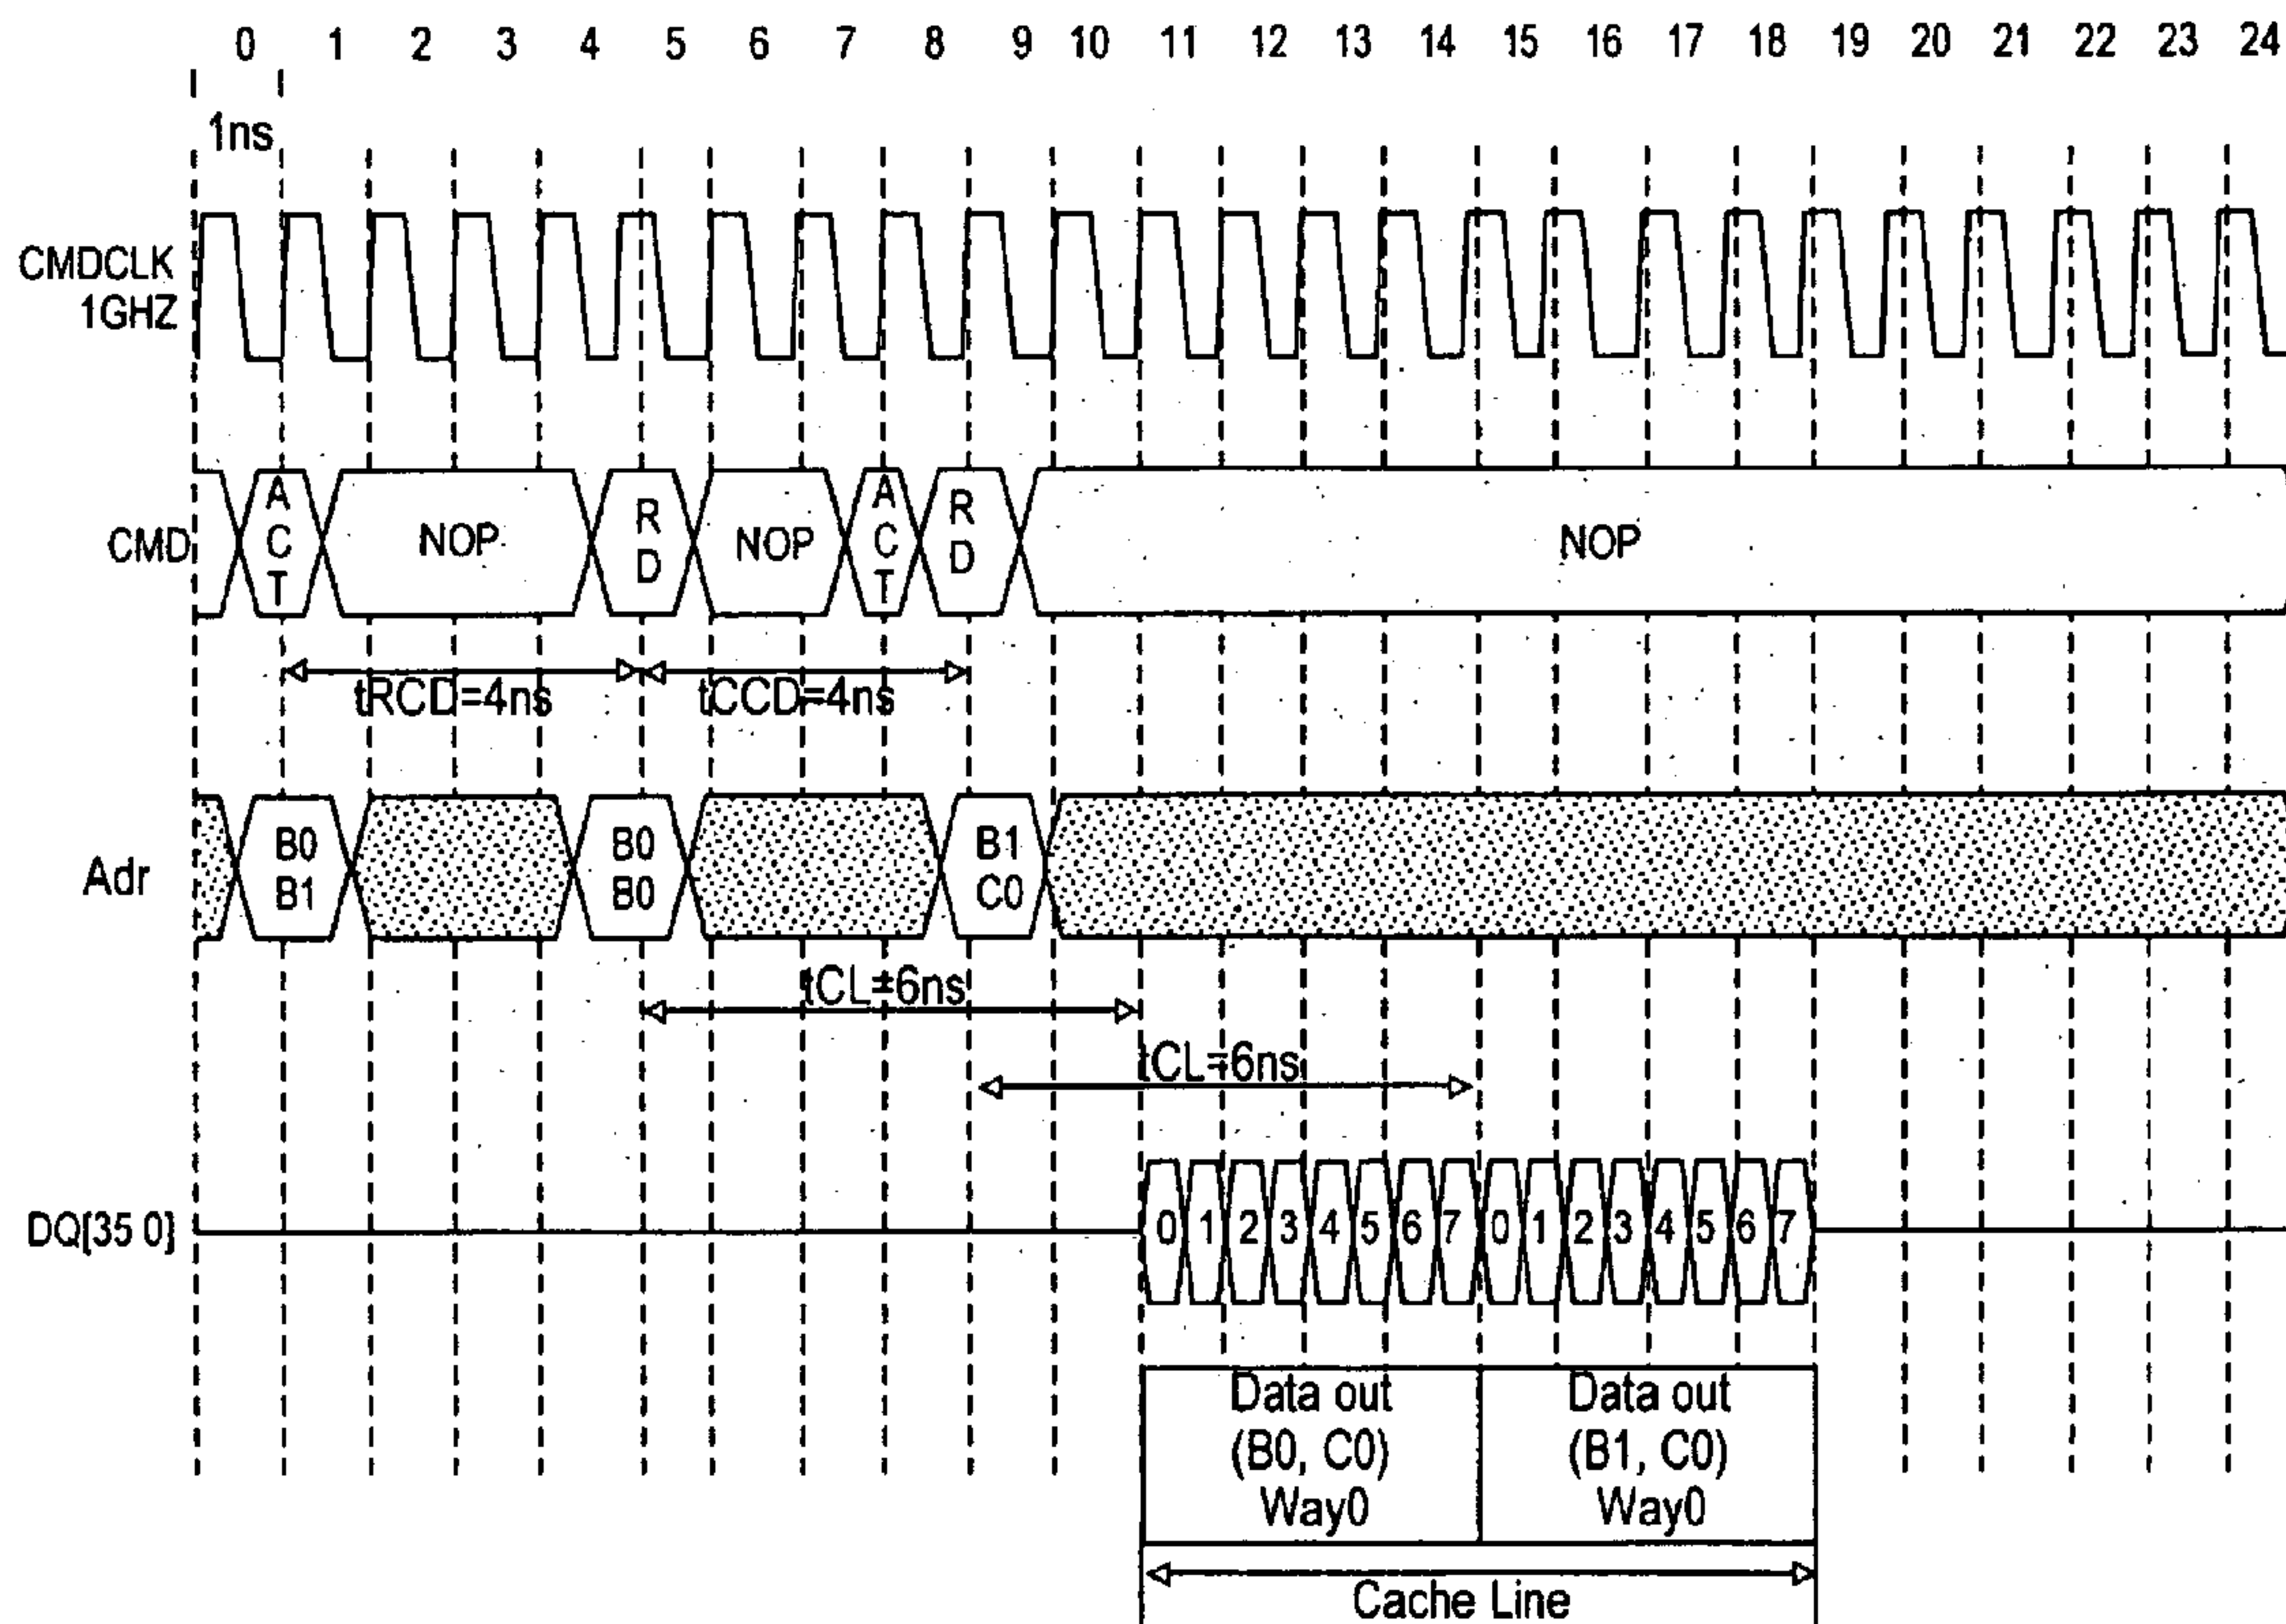 0 1 2 3 4 5 6 7 8 9 10 11 12 13 14 15 16 17 18 19 20 21 22 23 24
1ns
CMDCLK
1GHZ
CMD
ACT
NOP
RD
NOP
ACT
RD
NOP
tRCD=4ns
tCCD=4ns
Adr
B0
B1
B0
B0
B1
C0
tCL=6ns
tCL=6ns
DQ[35 0]
0 1 2 3 4 5 6 7 0 1 2 3 4 5 6 7
Data out
(B0, C0)
Way0
Data out
(B1, C0)
Way0
Cache Line